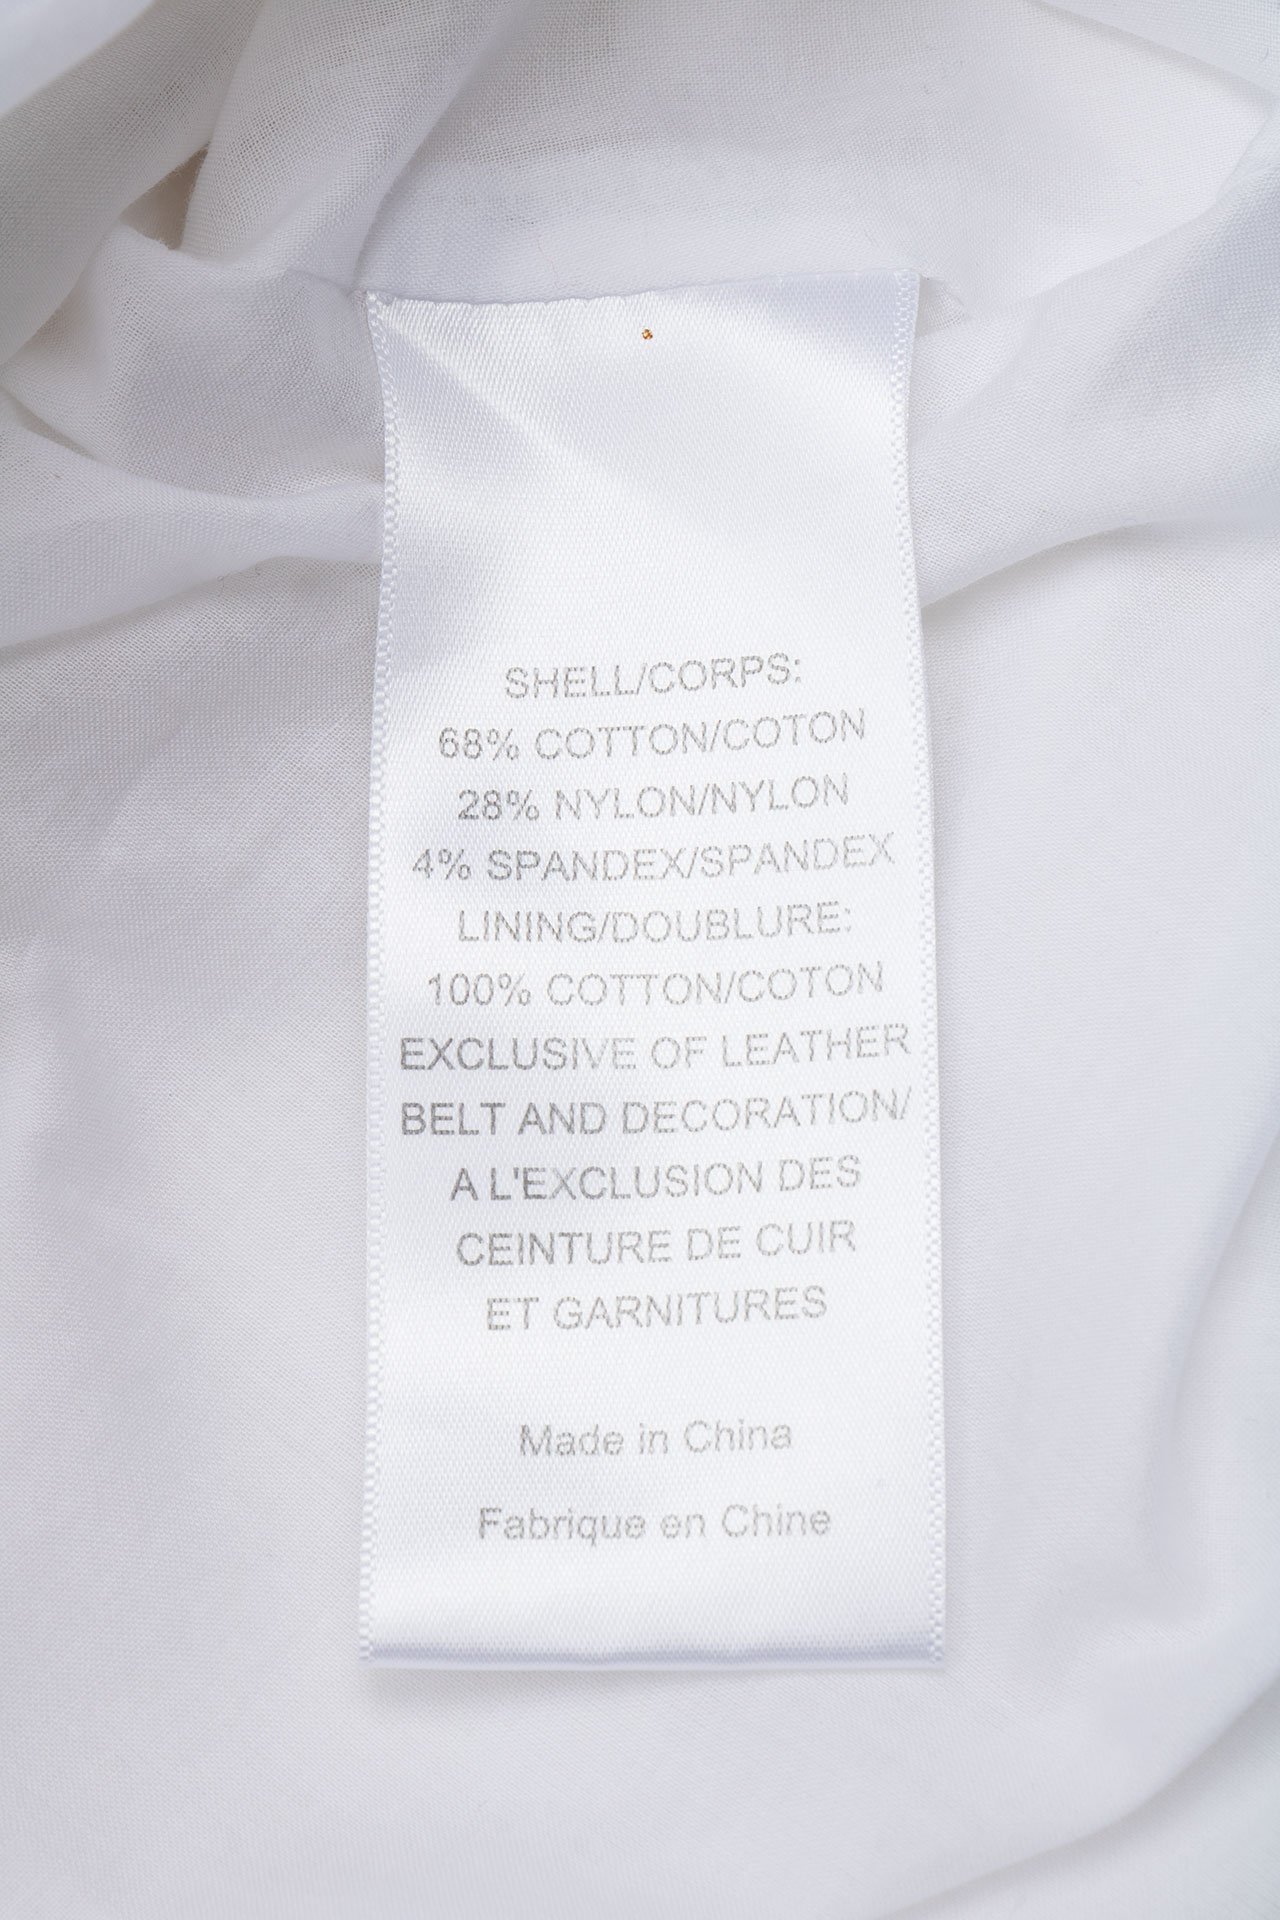 SHELL/CORPS:
68% COTTON/COTON
28% NYLON/NYLON
4% SPANDEX/SPANDEX
LINING/DOUBLURE:
100% COTTON/COTON
EXCLUSIVE OF LEATHER
BELT AND DECORATION/
A L'EXCLUSION DES
CEINTURE DE CUIR
ET GARNITURES
Made in China
Fabrique en Chine